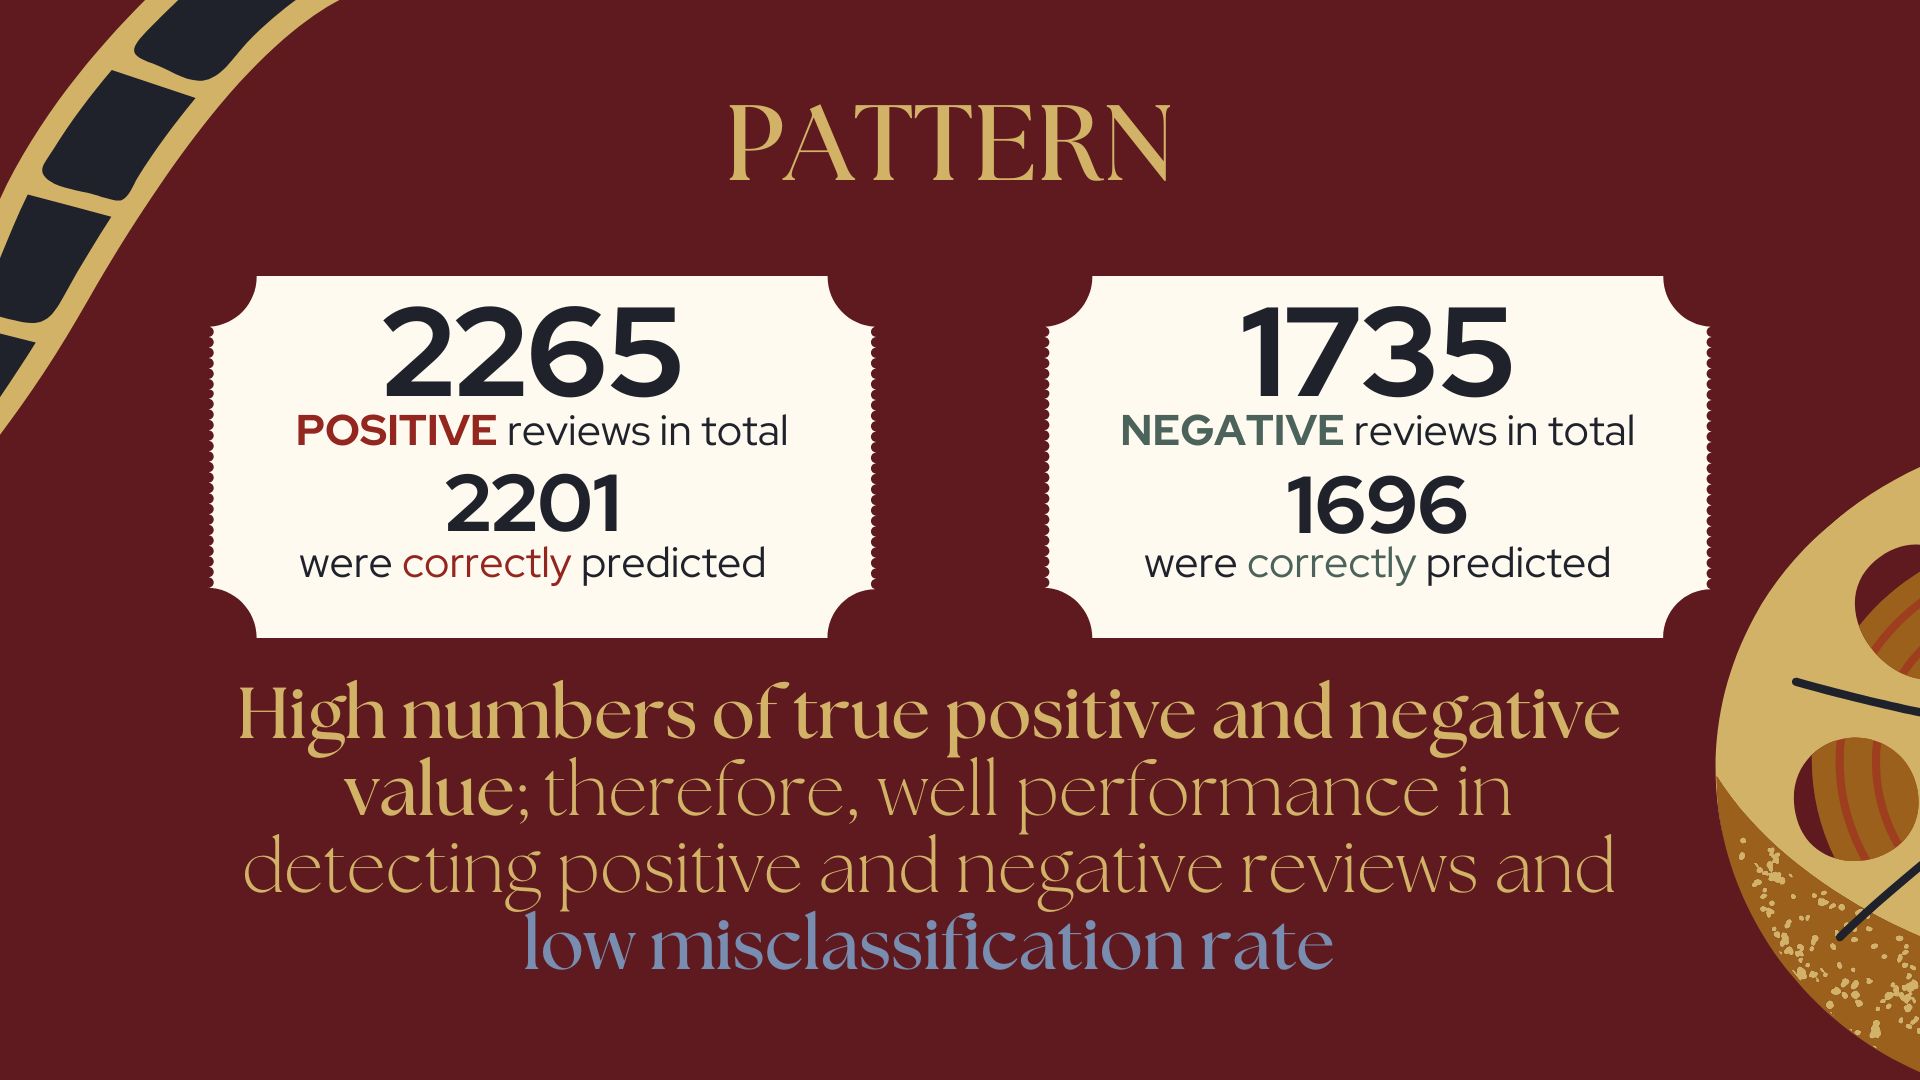 PATTERN
2265
POSITIVE reviews in total
2201
were correctly predicted
1735
NEGATIVE reviews in total
1696
were correctly predicted
High numbers of true positive and negative
value; therefore, well performance in
detecting positive and negative reviews and
low misclassification rate